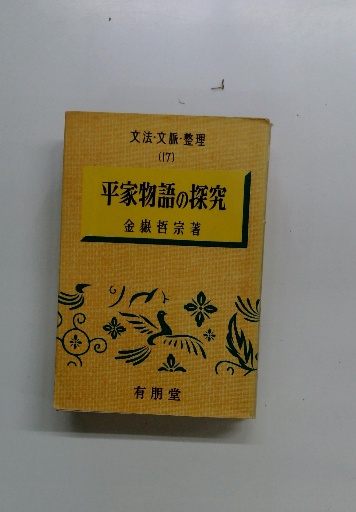 文法·文脈·整理
(17)
平家物語の探究
金嶽哲宗著
有朋堂